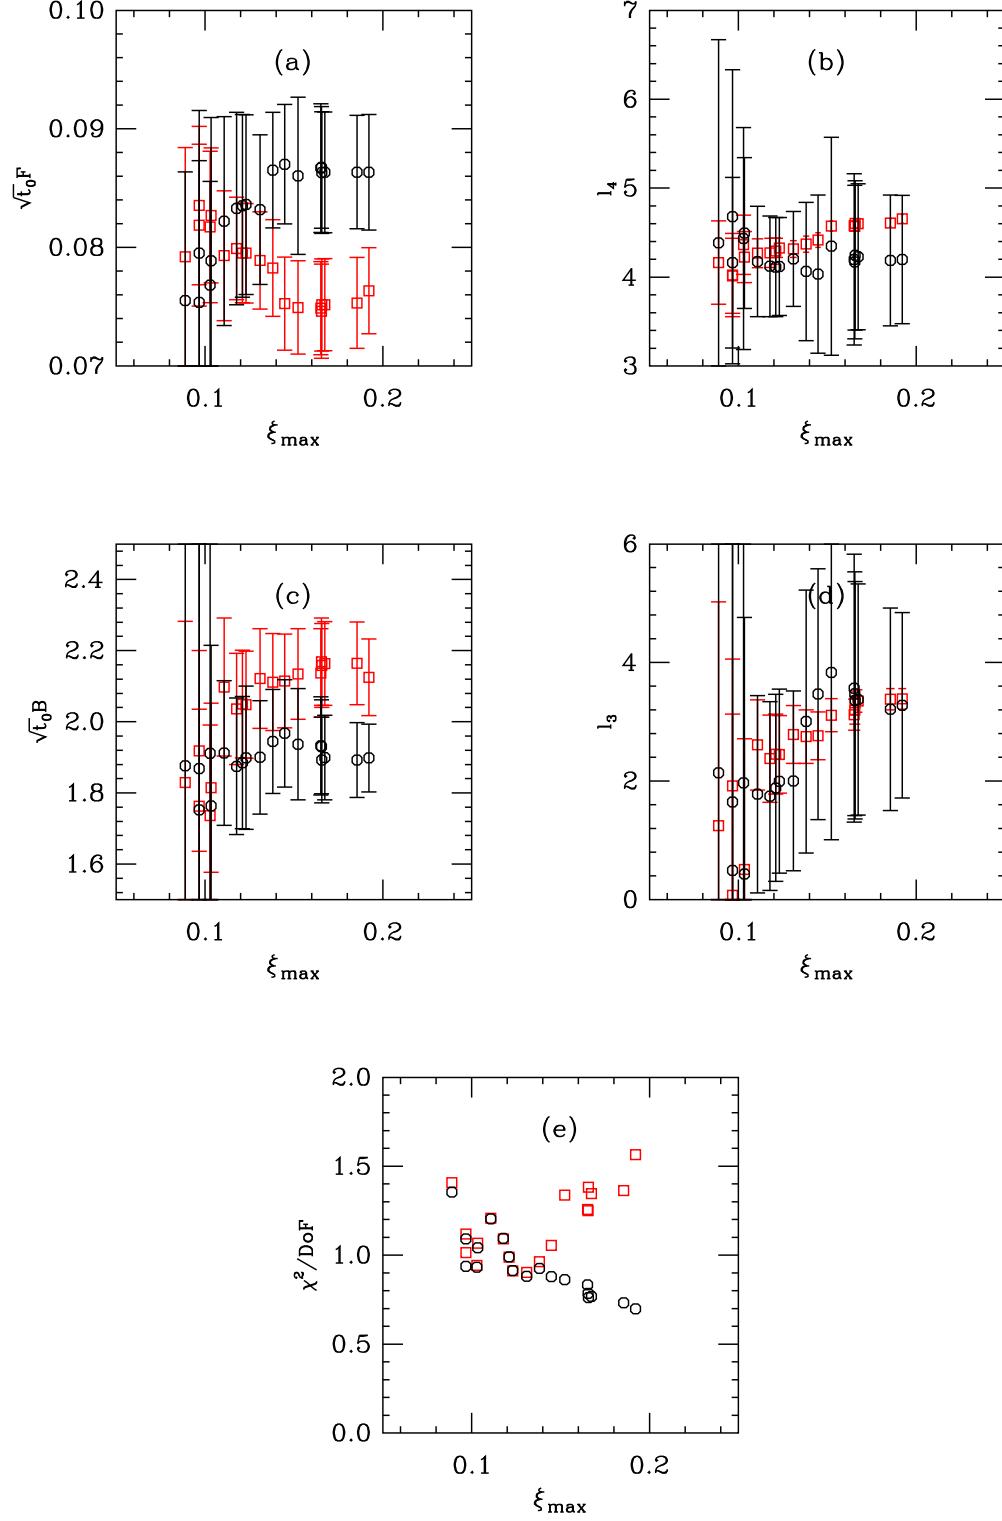 0.10
(a)
0.09
√t₀F
0.08
0.07
0.1
0.2
ξmax
7
(b)
6
5
l₄
4
3
0.1
0.2
ξmax
2.4
(c)
2.2
2.0
√t₀B
1.8
1.6
0.1
0.2
ξmax
6
(d)
4
l₃
2
0
0.1
0.2
ξmax
2.0
(e)
1.5
1.0
χ²/DoF
0.5
0.0
0.1
0.2
ξmax